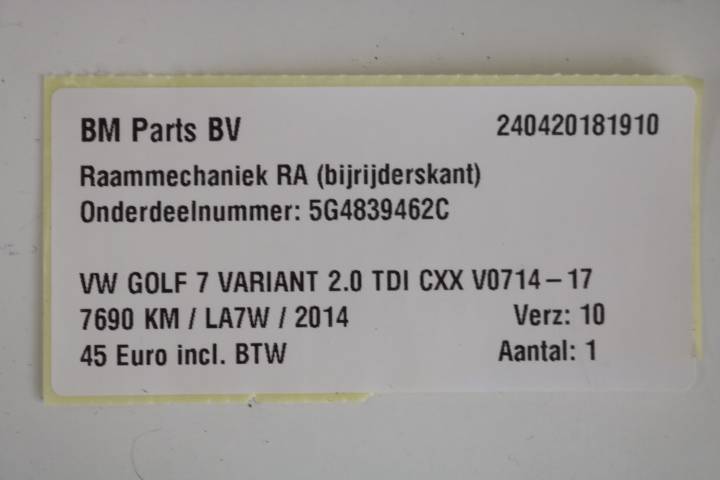 BM Parts BV 240420181910
Raammechaniek RA (bijrijderskant)
Onderdeelnummer: 5G4839462C
VW GOLF 7 VARIANT 2.0 TDI CXX V0714-17
7690 KM / LA7W / 2014 Verz: 10
45 Euro incl. BTW Aantal: 1